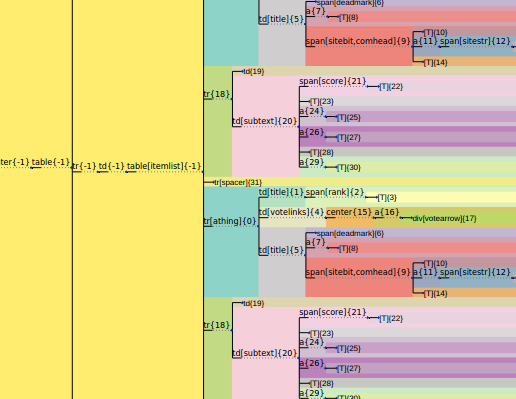 span[deadmark]{6}
a{7} [T]{8}
td[title]{5}
span[sitebit,comhead]{9} [T]{10}
a{11} span[sitestr]{12}
[T]{14}
td{19}
span[score]{21} [T]{22}
tr{18}
[T]{23}
a{24} [T]{25}
td[subtext]{20}
a{26} [T]{27}
[T]{28}
a{29} [T]{30}
table{-1} tr{-1} td{-1} table[itemlist]{-1}
tr[spacer]{31}
td[title]{1} span[rank]{2} [T]{3}
td[votelinks]{4} center{15} a{16} div[votearrow]{17}
tr[athing]{0}
span[deadmark]{6}
a{7} [T]{8}
td[title]{5}
span[sitebit,comhead]{9} [T]{10}
a{11} span[sitestr]{12}
[T]{14}
td{19}
span[score]{21} [T]{22}
tr{18}
[T]{23}
a{24} [T]{25}
td[subtext]{20}
a{26} [T]{27}
[T]{28}
a{29} [T]{30}